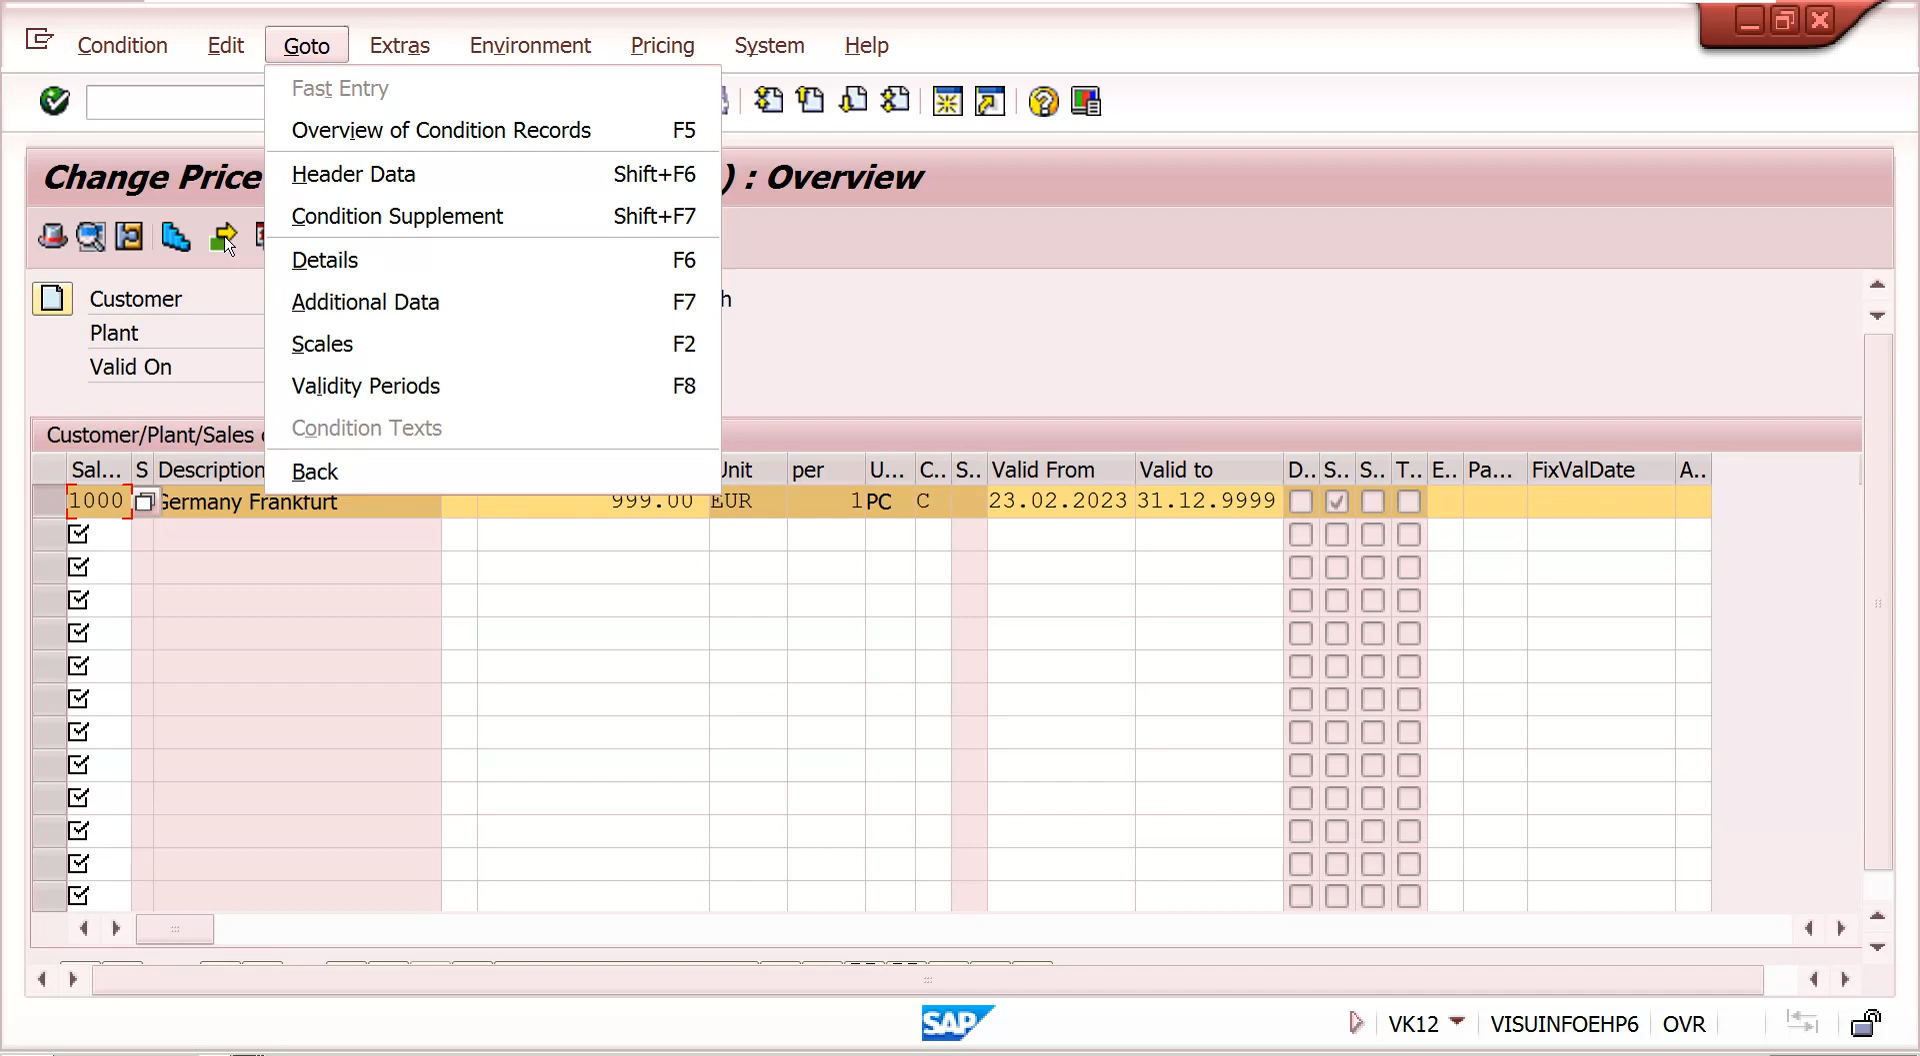 Condition Edit Goto Extras Environment Pricing System Help
Fast Entry
Overview of Condition Records F5
Header Data Shift+F6
Condition Supplement Shift+F7
Details F6
Additional Data F7
Scales F2
Validity Periods F8
Condition Texts
Back
Change Price ) : Overview
Customer h
Plant
Valid On
Customer/Plant/Sales
Sal... S Description Unit per U... C.. S.. Valid From Valid to D.. S.. S.. T.. E.. Pa... FixValDate A..
1000 Germany Frankfurt 999.00 EUR 1 PC C 23.02.2023 31.12.9999
SAP VK12 VISUINFOEHP6 OVR